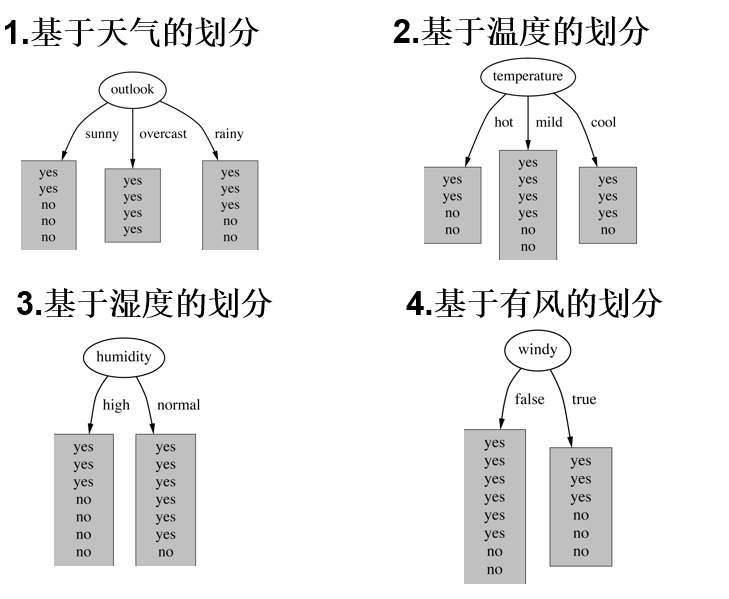 1.基于天气的划分
outlook
sunny
overcast
rainy
yes
yes
no
no
no
yes
yes
yes
yes
yes
yes
yes
no
no
2.基于温度的划分
temperature
hot
mild
cool
yes
yes
no
no
yes
yes
yes
yes
no
no
yes
yes
yes
no
3.基于湿度的划分
humidity
high
normal
yes
yes
yes
no
no
no
no
yes
yes
yes
yes
yes
yes
no
4.基于有风的划分
windy
false
true
yes
yes
yes
yes
yes
yes
no
no
yes
yes
yes
no
no
no